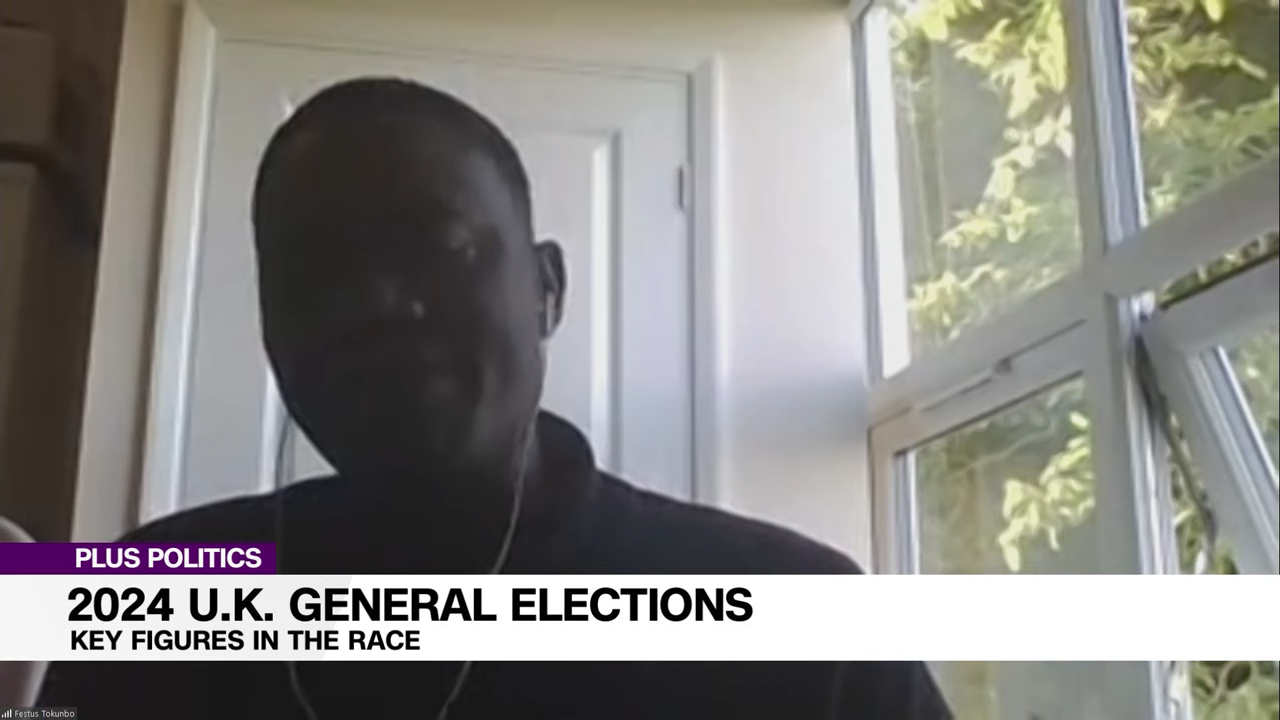 PLUS POLITICS
2024 U.K. GENERAL ELECTIONS
KEY FIGURES IN THE RACE
Festus Tokunbo